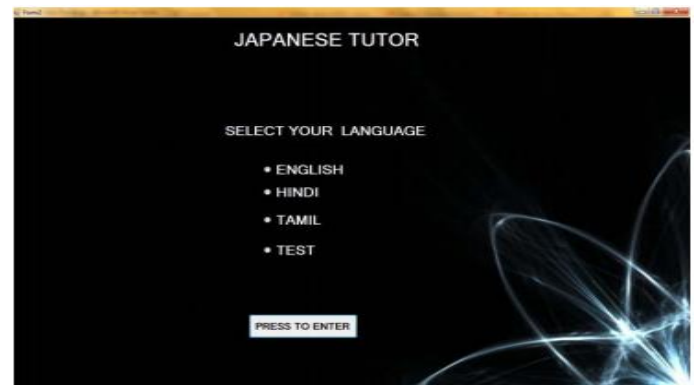 JAPANESE TUTOR
SELECT YOUR LANGUAGE
• ENGLISH
• HINDI
• TAMIL
• TEST
PRESS TO ENTER